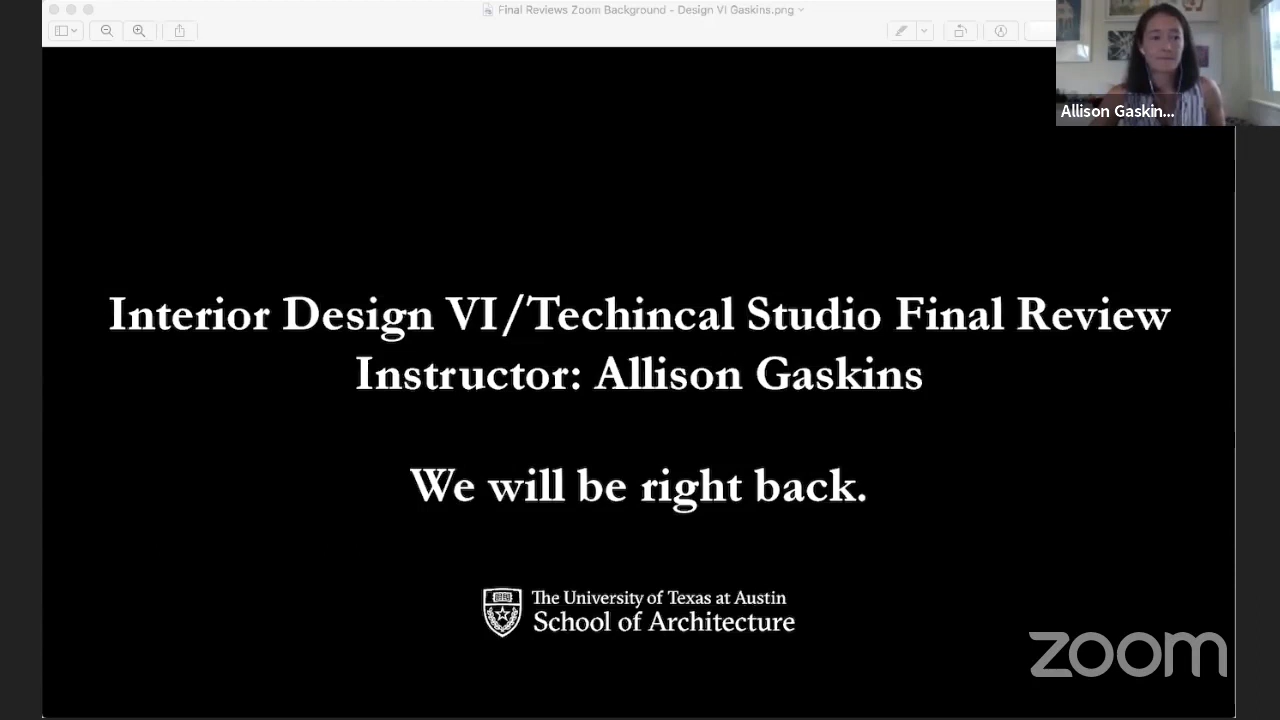 Final Reviews Zoom Background - Design VI Gaskins.png
Allison Gaskin...
Interior Design VI/Techincal Studio Final Review
Instructor: Allison Gaskins
We will be right back.
The University of Texas at Austin
School of Architecture
zoom